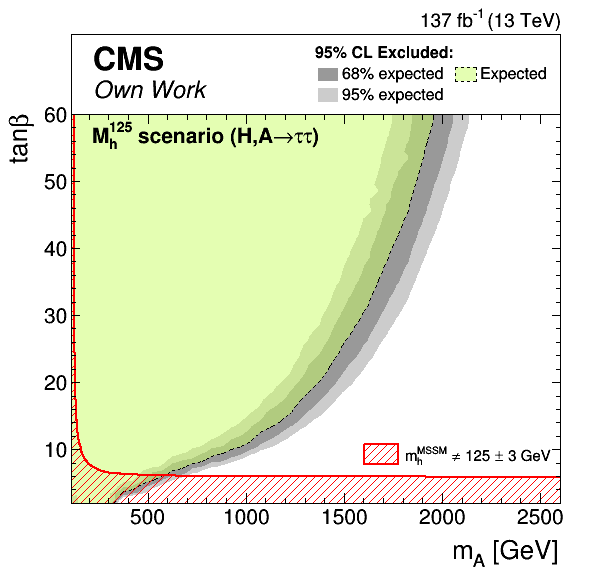 137 fb⁻¹ (13 TeV)
CMS
Own Work
95% CL Excluded:
68% expected
Expected
95% expected
M_h^125 scenario (H,A→ττ)
tanβ
60
50
40
30
20
10
m_h^MSSM ≠ 125 ± 3 GeV
500 1000 1500 2000 2500
m_A [GeV]